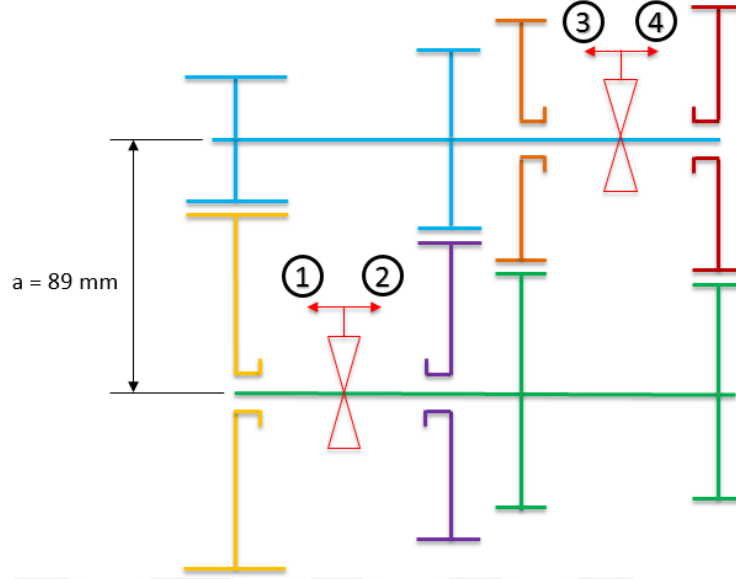 ③ ④
① ②
a = 89 mm